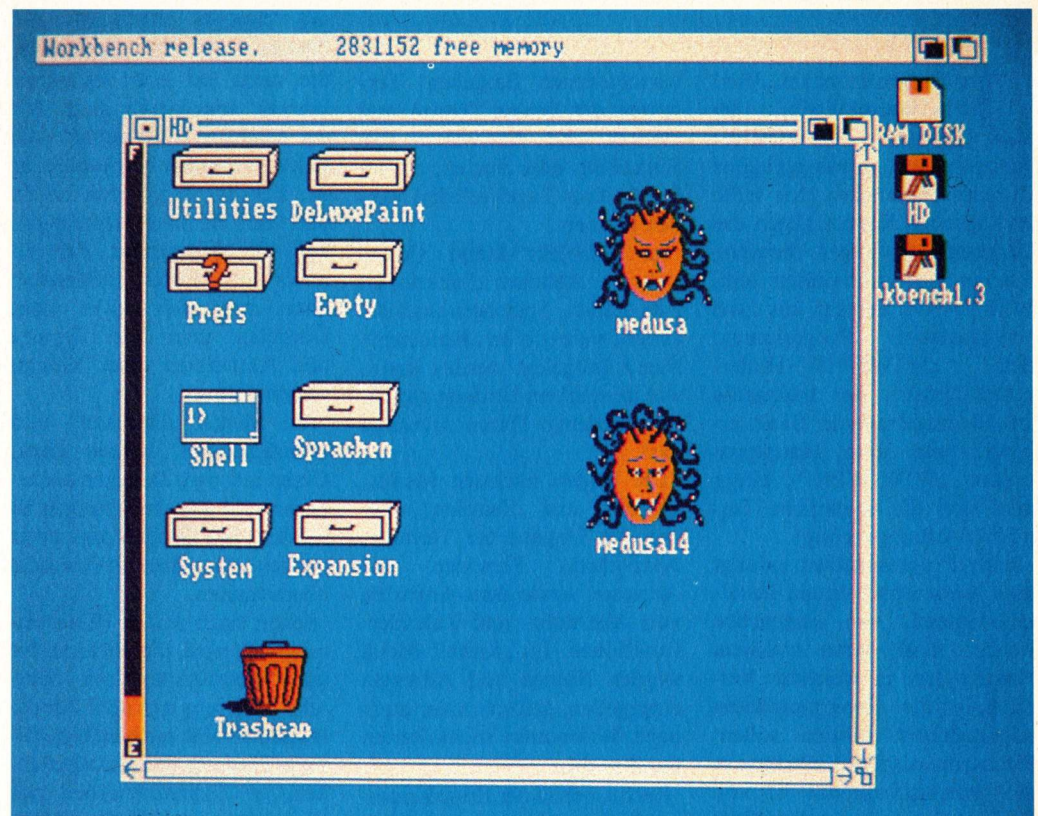 Workbench release. 2831152 free memory
HD
RAM DISK
F
Utilities DeLuxePaint
HD
Prefs Empty
medusa
kbench1.3
1>
Shell Sprachen
medusa14
System Expansion
Trashcan
E